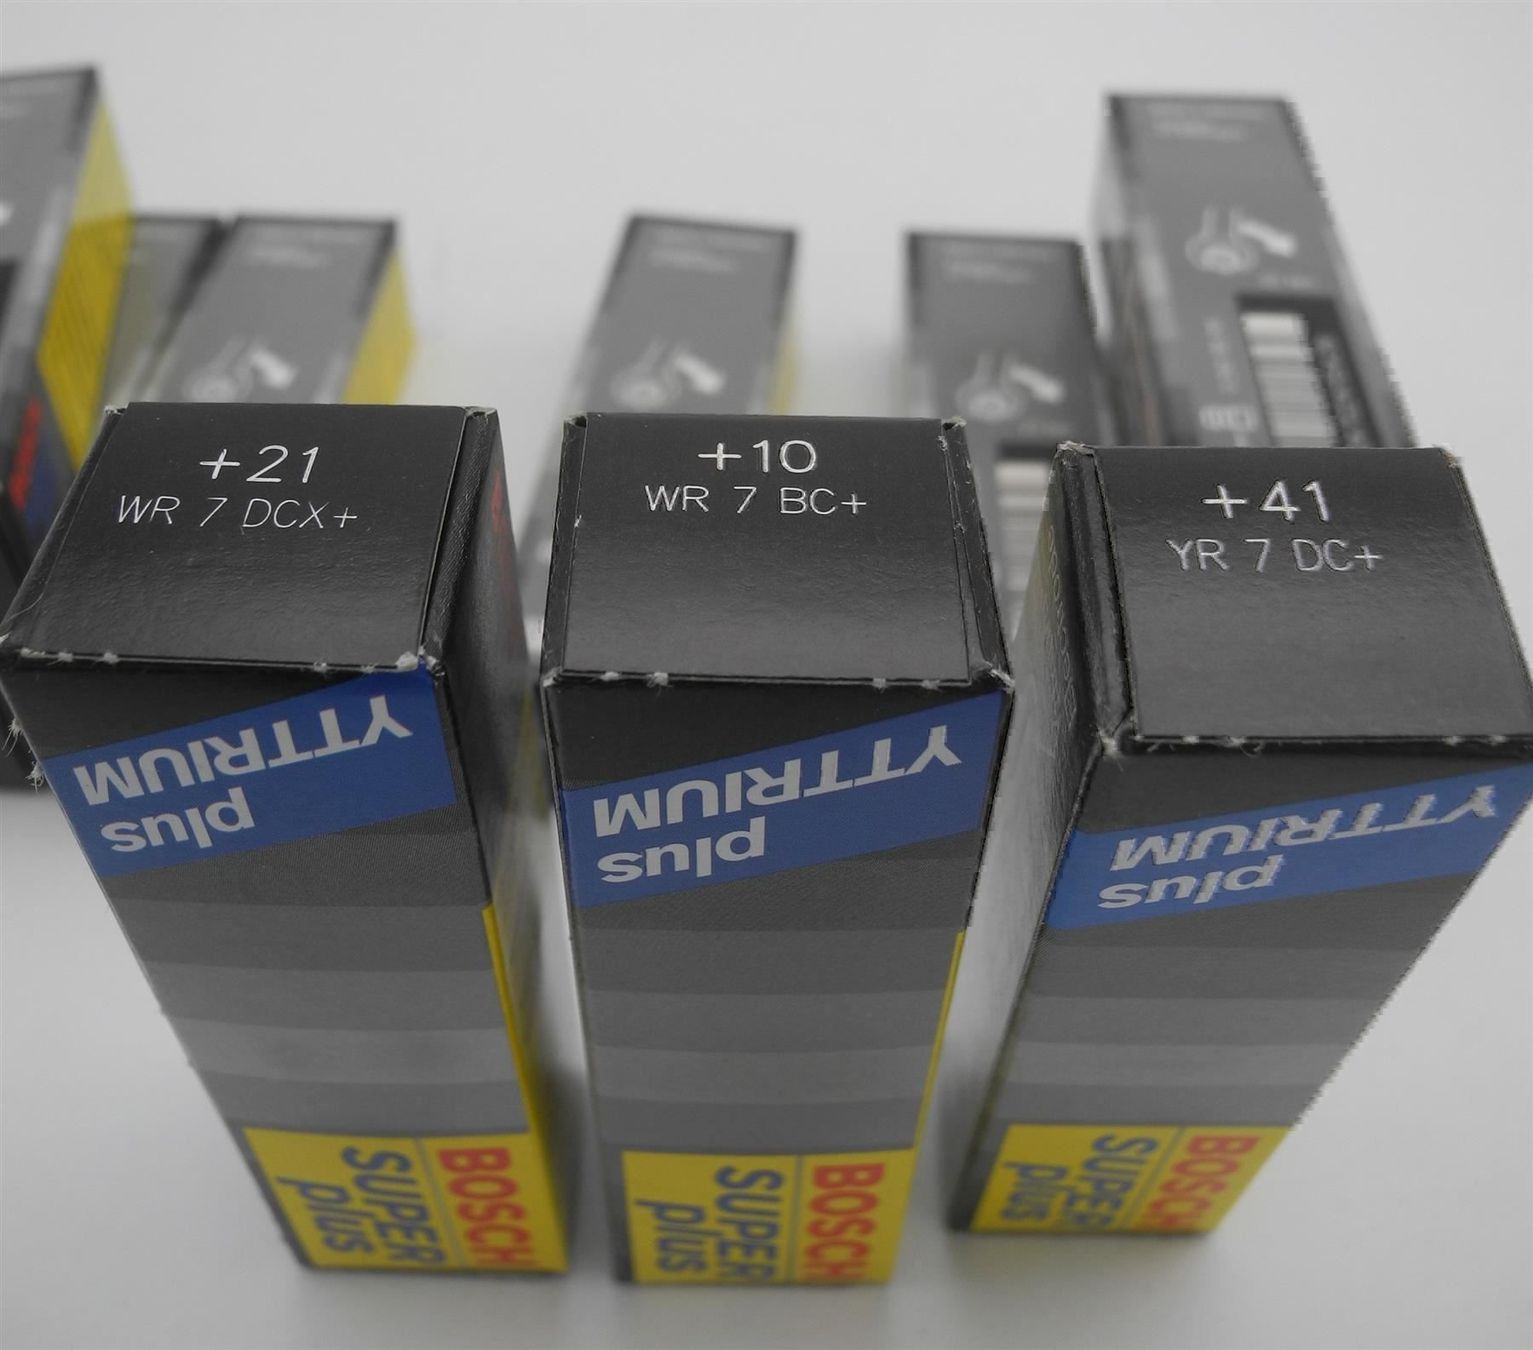 +21
WR 7 DCX+
YTTRIUM
plus
BOSCH
SUPER
plus
+10
WR 7 BC+
YTTRIUM
plus
BOSCH
SUPER
plus
+41
YR 7 DC+
YTTRIUM
plus
BOSCH
SUPER
plus